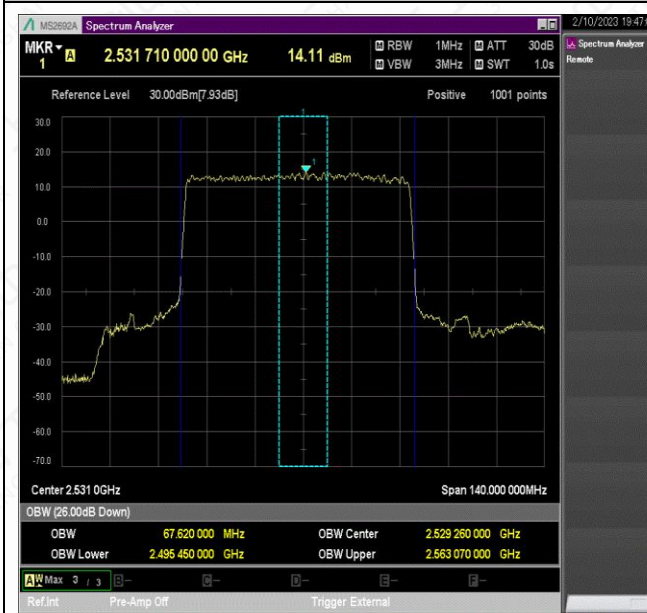 MS2692A Spectrum Analyzer
2/10/2023 19:47:
MKR 1 A 2.531 710 000 00 GHz 14.11 dBm
RBW 1MHz ATT 30dB
VBW 3MHz SWT 1.0s
Spectrum Analyzer
Remote
Reference Level 30.00dBm[7.93dB] Positive 1001 points
30.0
20.0
10.0
0.0
-10.0
-20.0
-30.0
-40.0
-50.0
-60.0
-70.0
1
1
Center 2.531 0GHz Span 140.000 000MHz
OBW (26.00dB Down)
OBW 67.620 000 MHz OBW Center 2.529 260 000 GHz
OBW Lower 2.495 450 000 GHz OBW Upper 2.563 070 000 GHz
A W Max 3 / 3 B- C- D- E- F-
Ref.Int Pre-Amp Off Trigger External